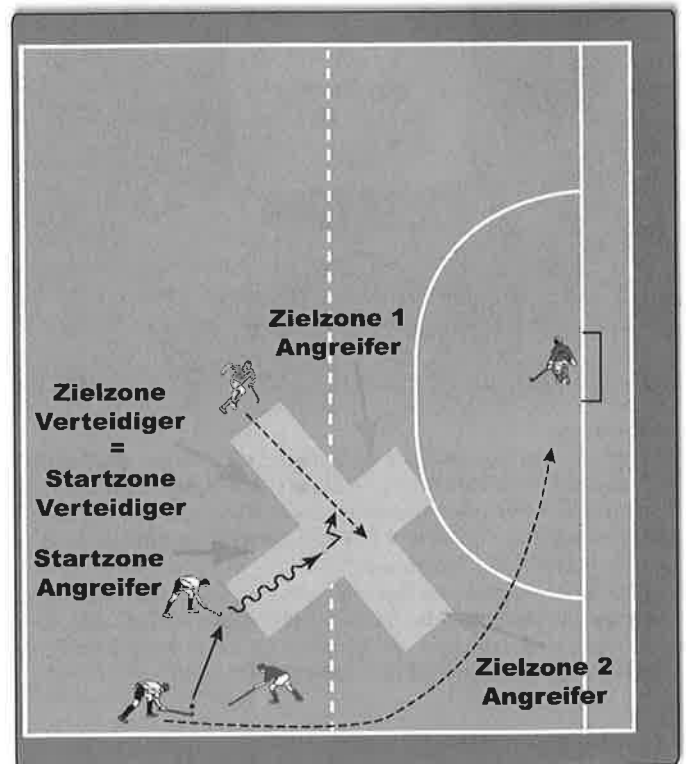 Zielzone 1
Angreifer
Zielzone
Verteidiger
=
Startzone
Verteidiger
Startzone
Angreifer
Zielzone 2
Angreifer